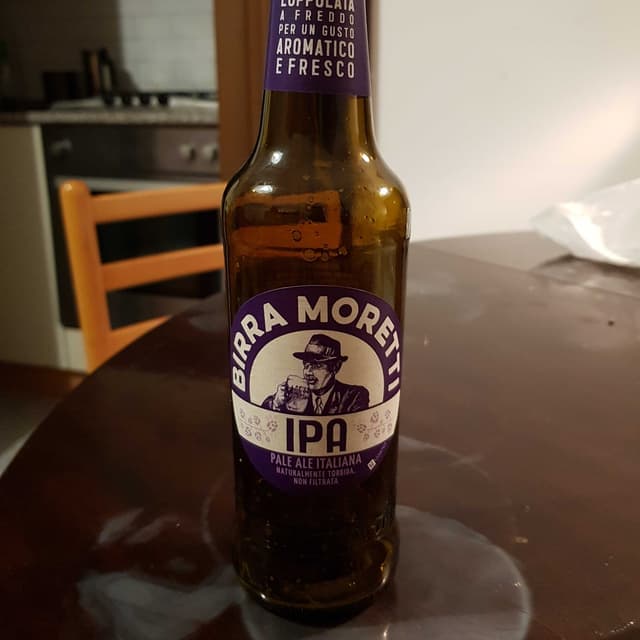 LUPPOLATA
A FREDDO
PER UN GUSTO
AROMATICO
E FRESCO
BIRRA MORETTI
IPA
PALE ALE ITALIANA
NATURALMENTE TORBIDA,
NON FILTRATA